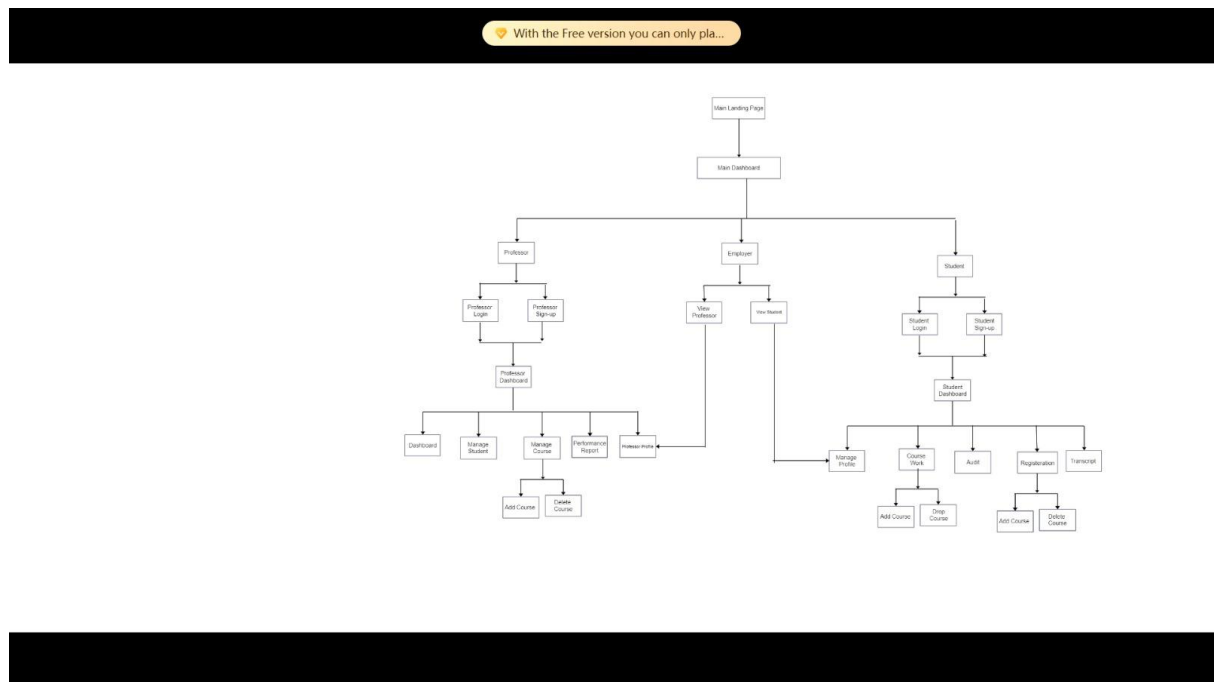 With the Free version you can only pla...
Main Landing Page
Main Dashboard
Professor
Employer
Student
Professor
Login
Professor
Sign-up
View
Professor
View Student
Student
Login
Student
Sign-up
Professor
Dashboard
Student
Dashboard
Dashboard
Manage
Student
Manage
Course
Performance
Report
Professor Profile
Manage
Profile
Course
Work
Audit
Registeration
Transcript
Add Course
Delete
Course
Add Course
Drop
Course
Add Course
Delete
Course